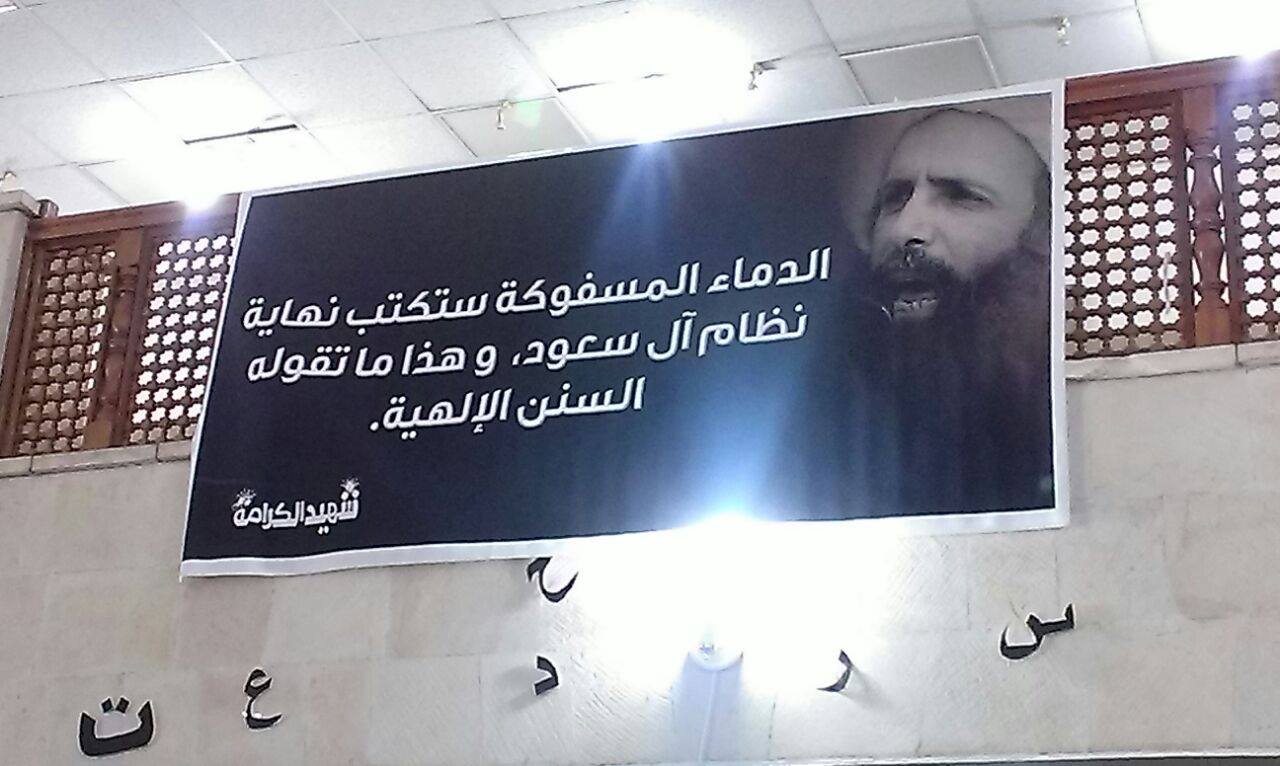 الدماء المسفوكة ستكتب نهاية
نظام آل سعود، و هذا ما تقوله
السنن الإلهية.
شهيد الكرامة
ح
س
ر
د
ع
ت